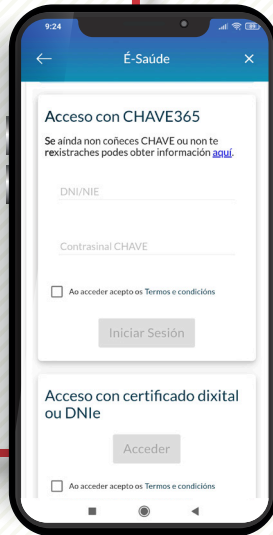 9:24
É-Saúde
Acceso con CHAVE365
Se aínda non coñeces CHAVE ou non te
rexistraches podes obter información aquí.
DNI/NIE
Contrasinal CHAVE
Ao acceder acepto os Termos e condicións
Iniciar Sesión
Acceso con certificado dixital
ou DNIe
Acceder
Ao acceder acepto os Termos e condicións